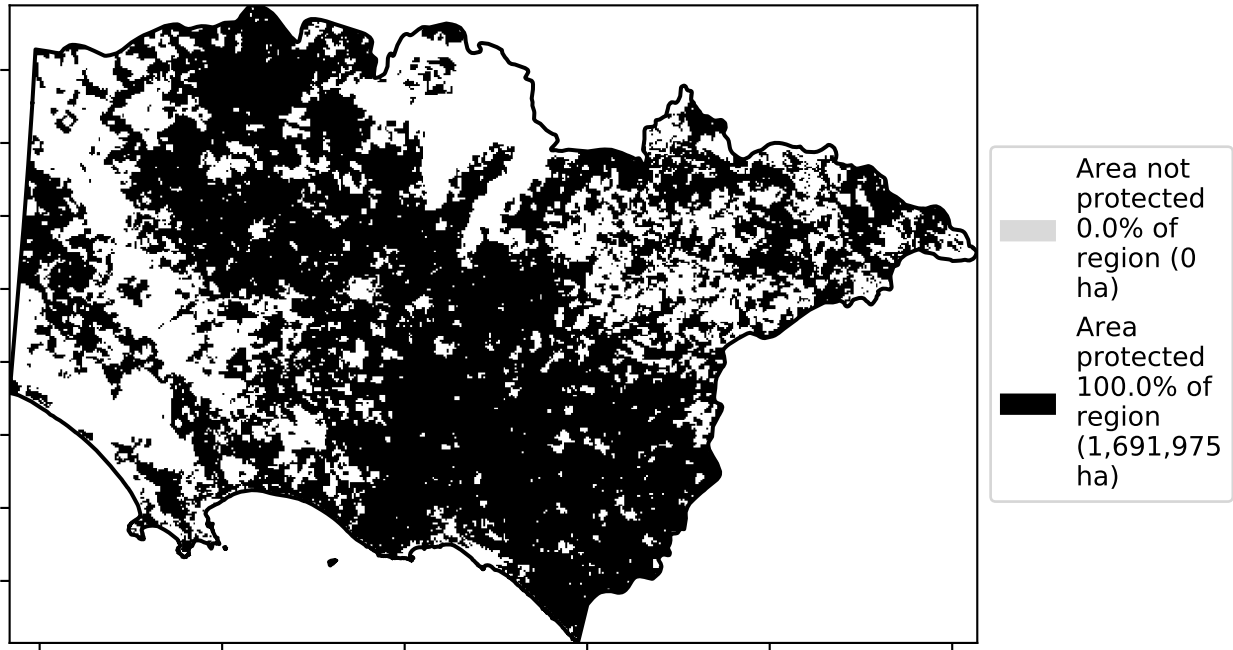 Area not
protected
0.0% of
region (0
ha)
Area
protected
100.0% of
region
(1,691,975
ha)